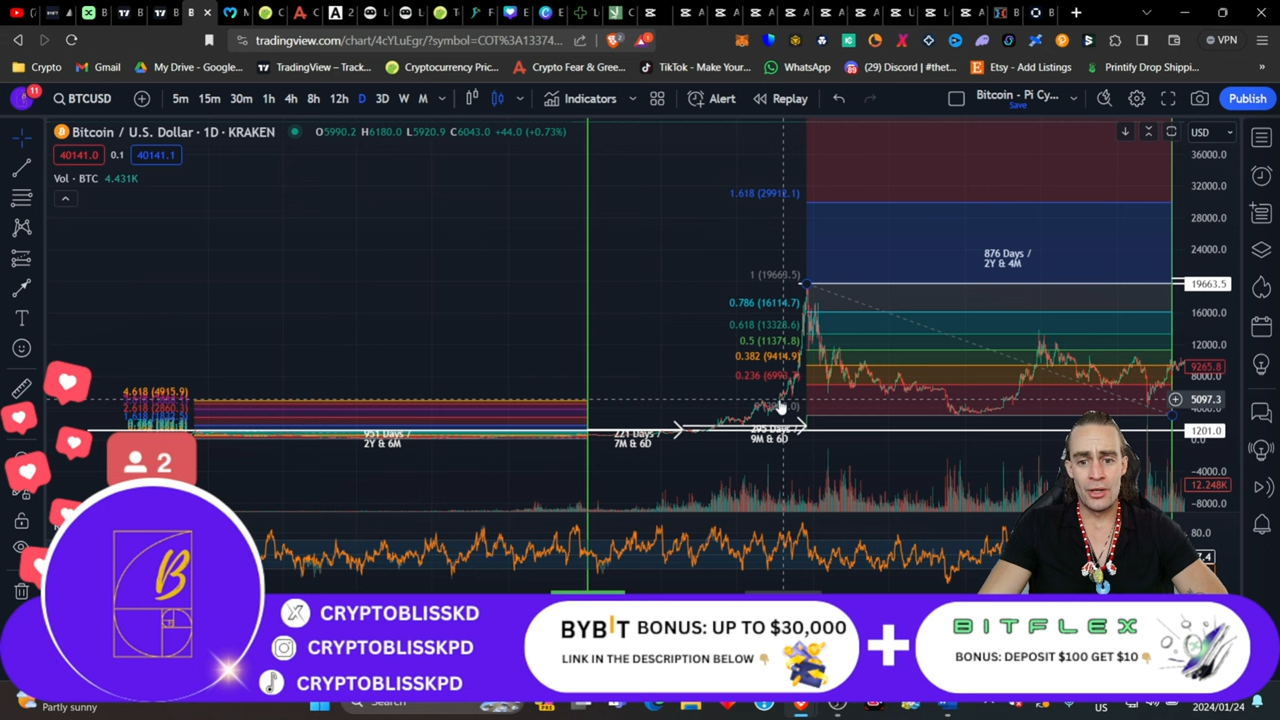 tradingview.com/chart/4cYLuEgr/?symbol=COT%3A13374...
VPN
Crypto
Gmail
My Drive - Google...
TradingView – Track...
Cryptocurrency Pric...
Crypto Fear & Gree...
TikTok - Make Your...
WhatsApp
(29) Discord | #thet...
Etsy - Add Listings
Printify Drop Shippi...
11
BTCUSD
5m 15m 30m 1h 4h 8h 12h D 3D W M
Indicators
Alert
Replay
Bitcoin - Pi Cy...
Save
Publish
Bitcoin / U.S. Dollar · 1D · KRAKEN
O5990.2 H6180.0 L5920.9 C6043.0 +44.0 (+0.73%)
USD
40141.0 0.1 40141.1
Vol · BTC 4.431K
36000.0
32000.0
1.618 (29912.1)
28000.0
24000.0
876 Days /
2Y & 4M
1 (19663.5)
19663.5
0.786 (16114.7)
16000.0
0.618 (13328.6)
12000.0
0.5 (11371.8)
0.382 (9414.9)
9265.8
0.236 (6993.7)
8000.0
4.618 (4915.9)
5097.3
1201.0
951 Days /
2Y & 6M
221 Days /
7M & 6D
295 Days /
9M & 6D
0.0
-4000.0
12.248K
-8000.0
80.0
2
B
CRYPTOBLISSKD
CRYPTOBLISSKPD
CRYPTOBLISSKPD
BYBIT BONUS: UP TO $30,000
LINK IN THE DESCRIPTION BELOW
BITFLEX
BONUS: DEPOSIT $100 GET $10
Partly sunny
Search
US
2024/01/24